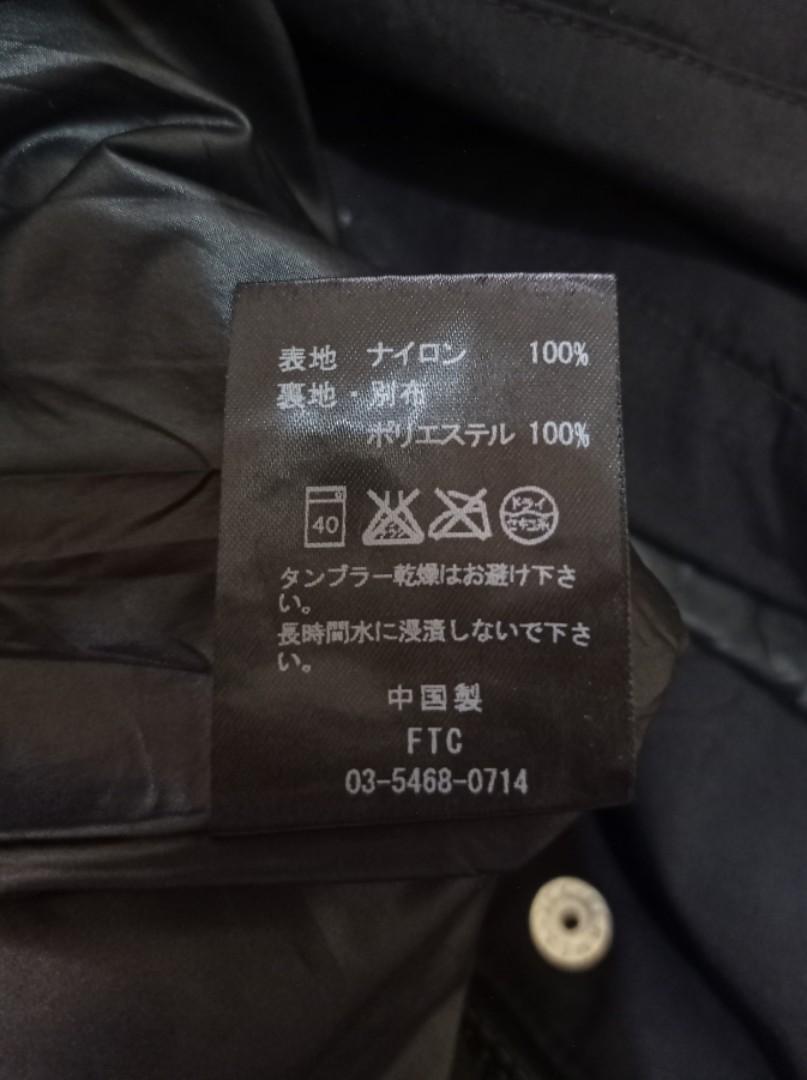 表地 ナイロン 100%
裏地・別布
ポリエステル 100%
40
ドライ
タンブラー乾燥はお避け下さ
い。
長時間水に浸漬しないで下さ
い。
中国製
FTC
03-5468-0714